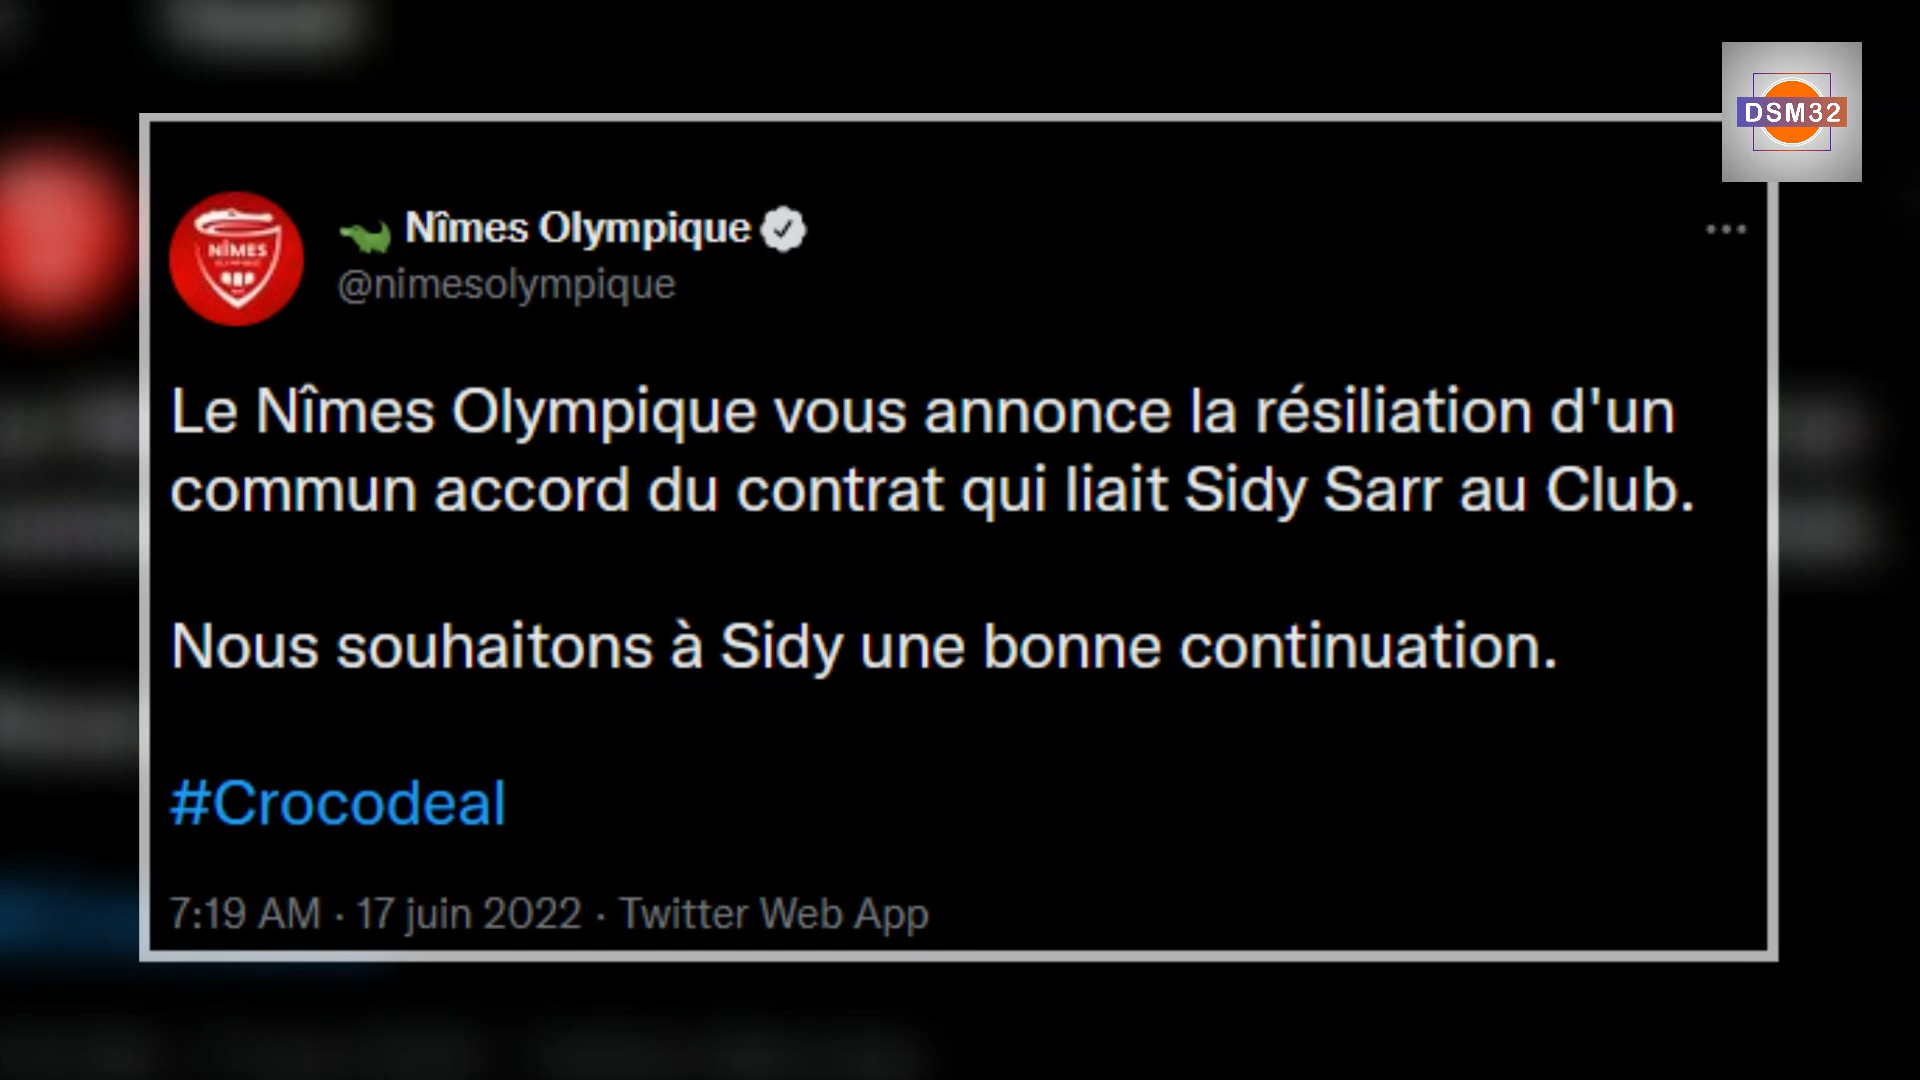 DSM32
NÎMES
Nîmes Olympique
@nimesolympique
Le Nîmes Olympique vous annonce la résiliation d'un
commun accord du contrat qui liait Sidy Sarr au Club.
Nous souhaitons à Sidy une bonne continuation.
#Crocodeal
7:19 AM · 17 juin 2022 · Twitter Web App